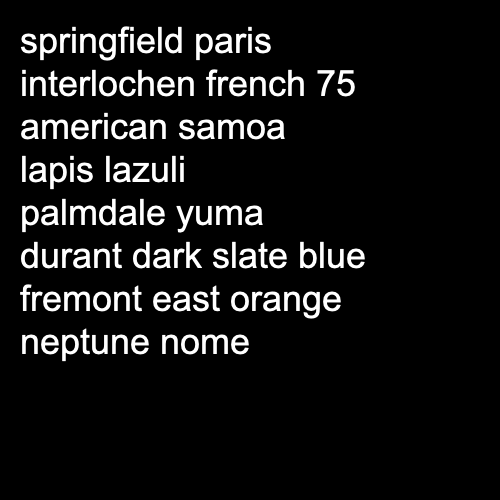 springfield paris
interlochen french 75
american samoa
lapis lazuli
palmdale yuma
durant dark slate blue
fremont east orange
neptune nome